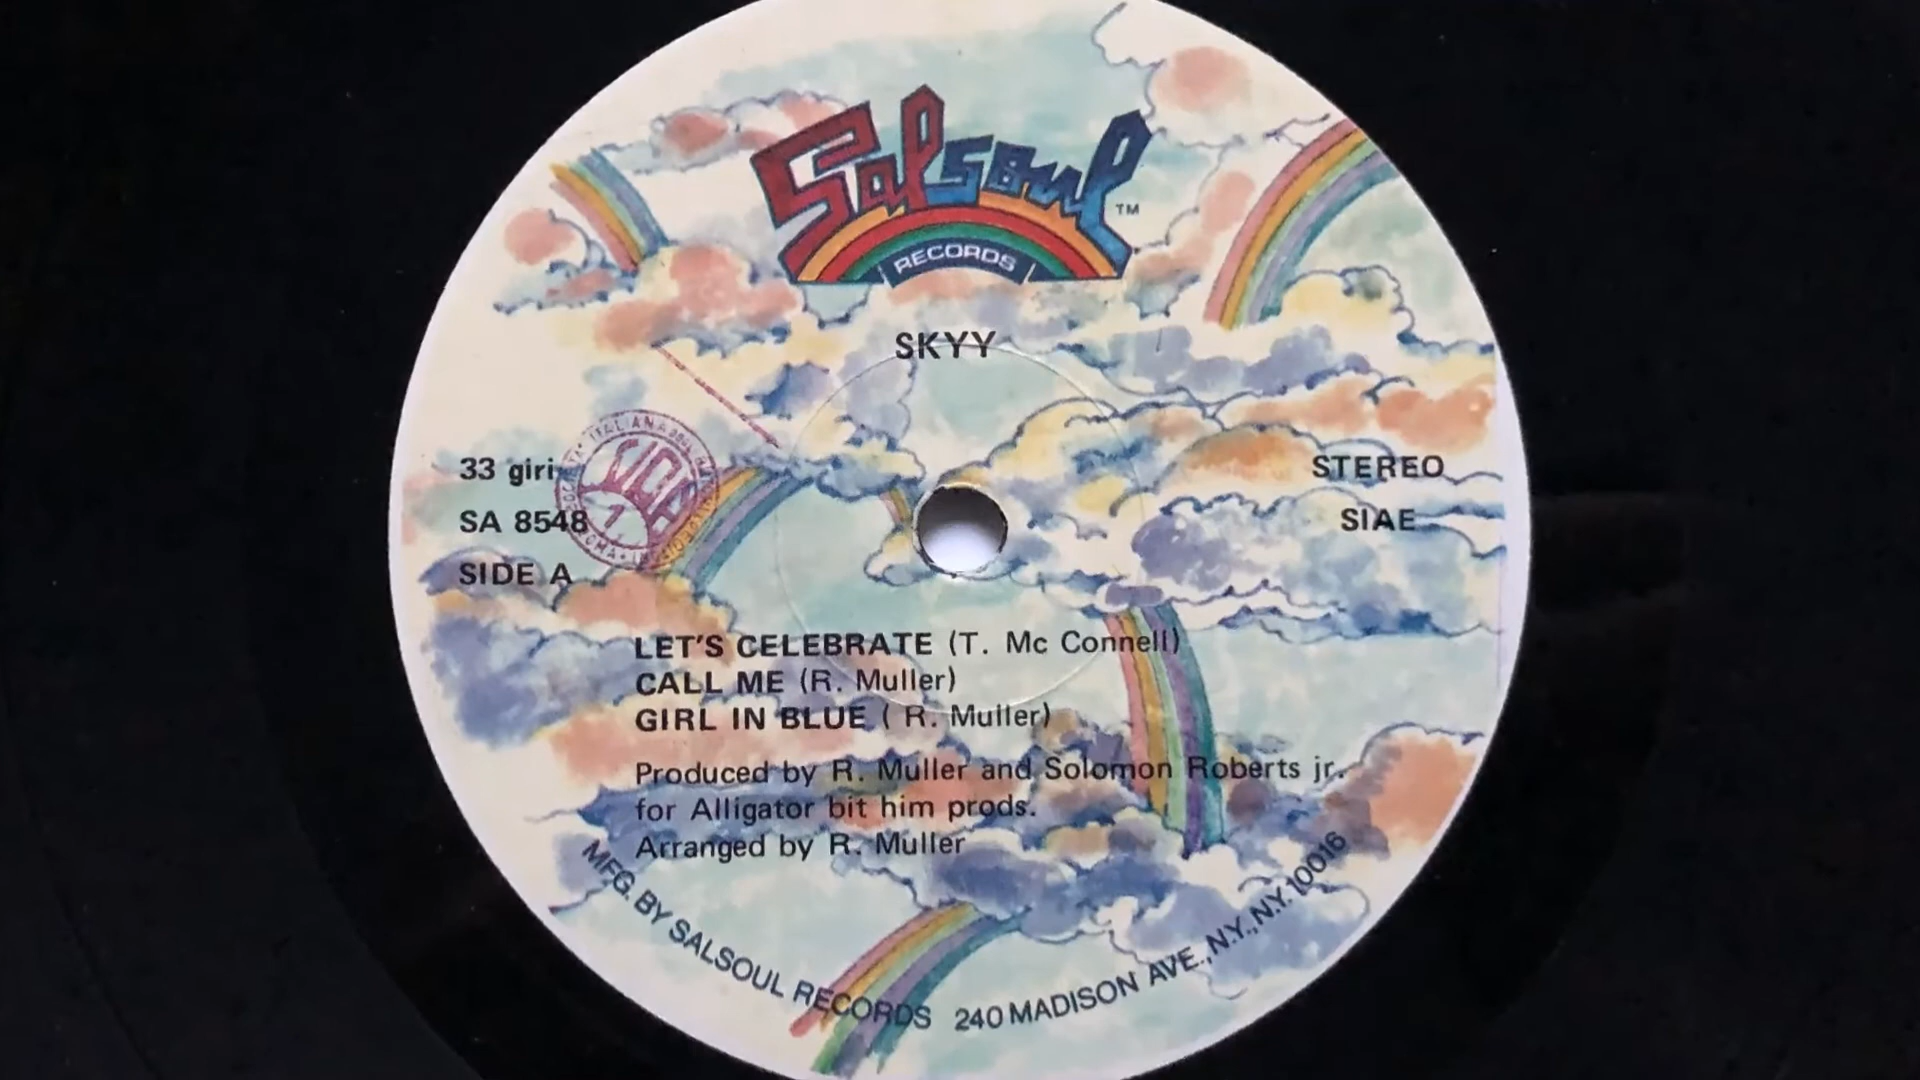 Salsoul TM
RECORDS
SKYY
33 giri
SA 8548
SIDE A
STEREO
SIAE
LET'S CELEBRATE (T. Mc Connell)
CALL ME (R. Muller)
GIRL IN BLUE ( R. Muller)
Produced by R. Muller and Solomon Roberts jr.
for Alligator bit him prods.
Arranged by R. Muller
MFG. BY SALSOUL RECORDS 240 MADISON AVE., N.Y., N.Y. 10016